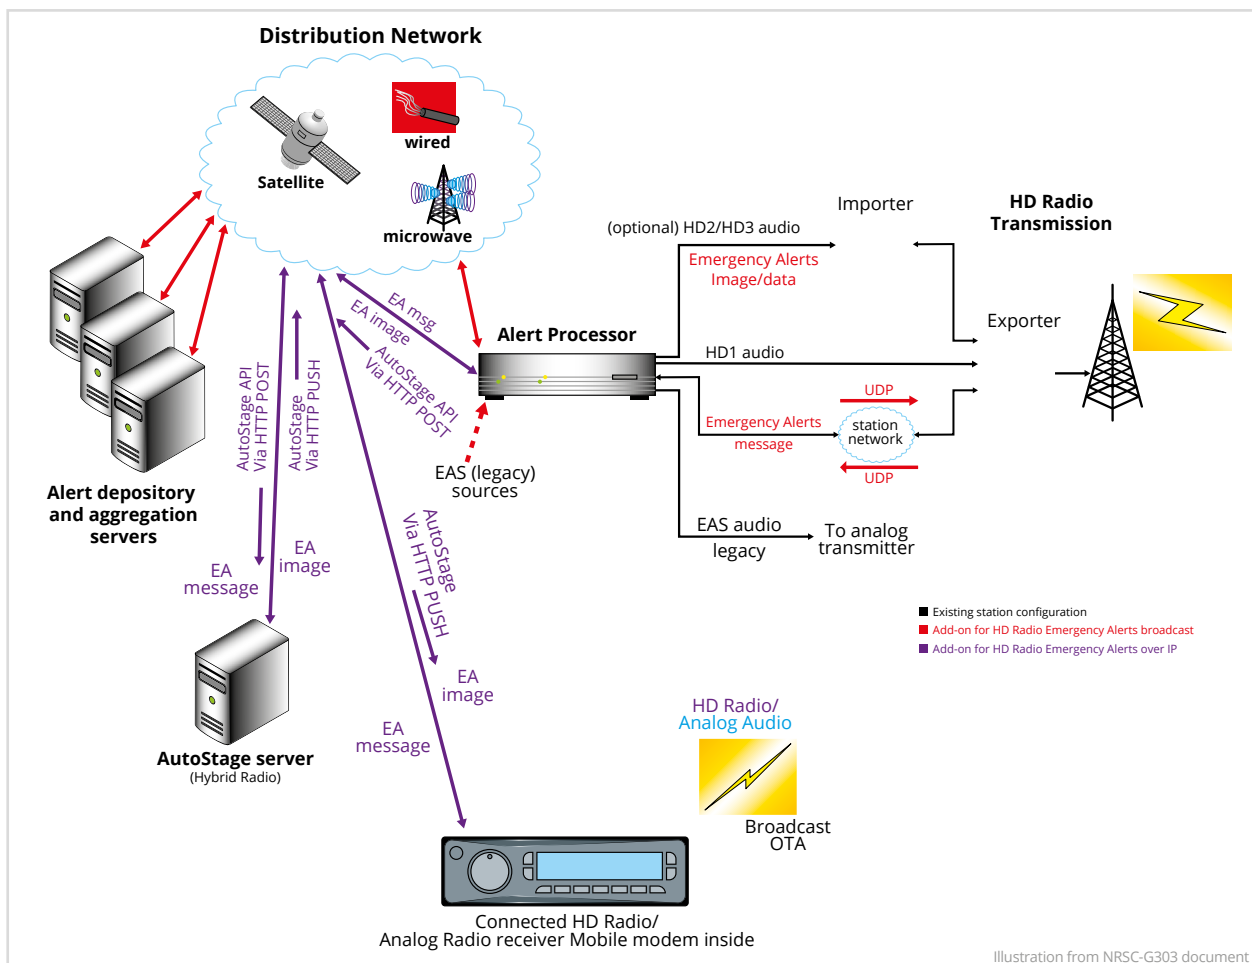 Distribution Network
wired
Satellite
microwave
(optional) HD2/HD3 audio
Emergency Alerts
Image/data
Importer
HD Radio
Transmission
EA msg
EA image
AutoStage API
Via HTTP POST
Alert Processor
HD1 audio
Exporter
UDP
station
network
UDP
Emergency Alerts
message
EAS (legacy)
sources
EAS audio
legacy
To analog
transmitter
AutoStage API
Via HTTP POST
AutoStage
Via HTTP PUSH
Alert depository
and aggregation
servers
EA
message
EA
image
AutoStage
Via HTTP PUSH
EA
image
EA
message
AutoStage server
(Hybrid Radio)
Existing station configuration
Add-on for HD Radio Emergency Alerts broadcast
Add-on for HD Radio Emergency Alerts over IP
HD Radio/
Analog Audio
Broadcast
OTA
Connected HD Radio/
Analog Radio receiver Mobile modem inside
Illustration from NRSC-G303 document